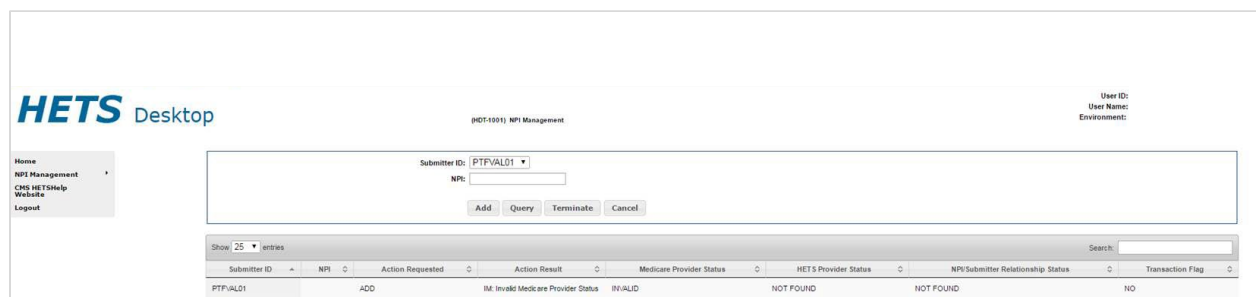 User ID:
User Name:
HETS Desktop
(HDT-1001) NPI Management
Environment:
Home
NPI Management
CMS HETSHelp
Website
Logout
Submitter ID: PTFVAL01
NPI:
Add Query Terminate Cancel
Show 25 entries Search:
Submitter ID NPI Action Requested Action Result Medicare Provider Status HETS Provider Status NPI/Submitter Relationship Status Transaction Flag
PTFVAL01 ADD IM: Invalid Medicare Provider Status INVALID NOT FOUND NOT FOUND NO